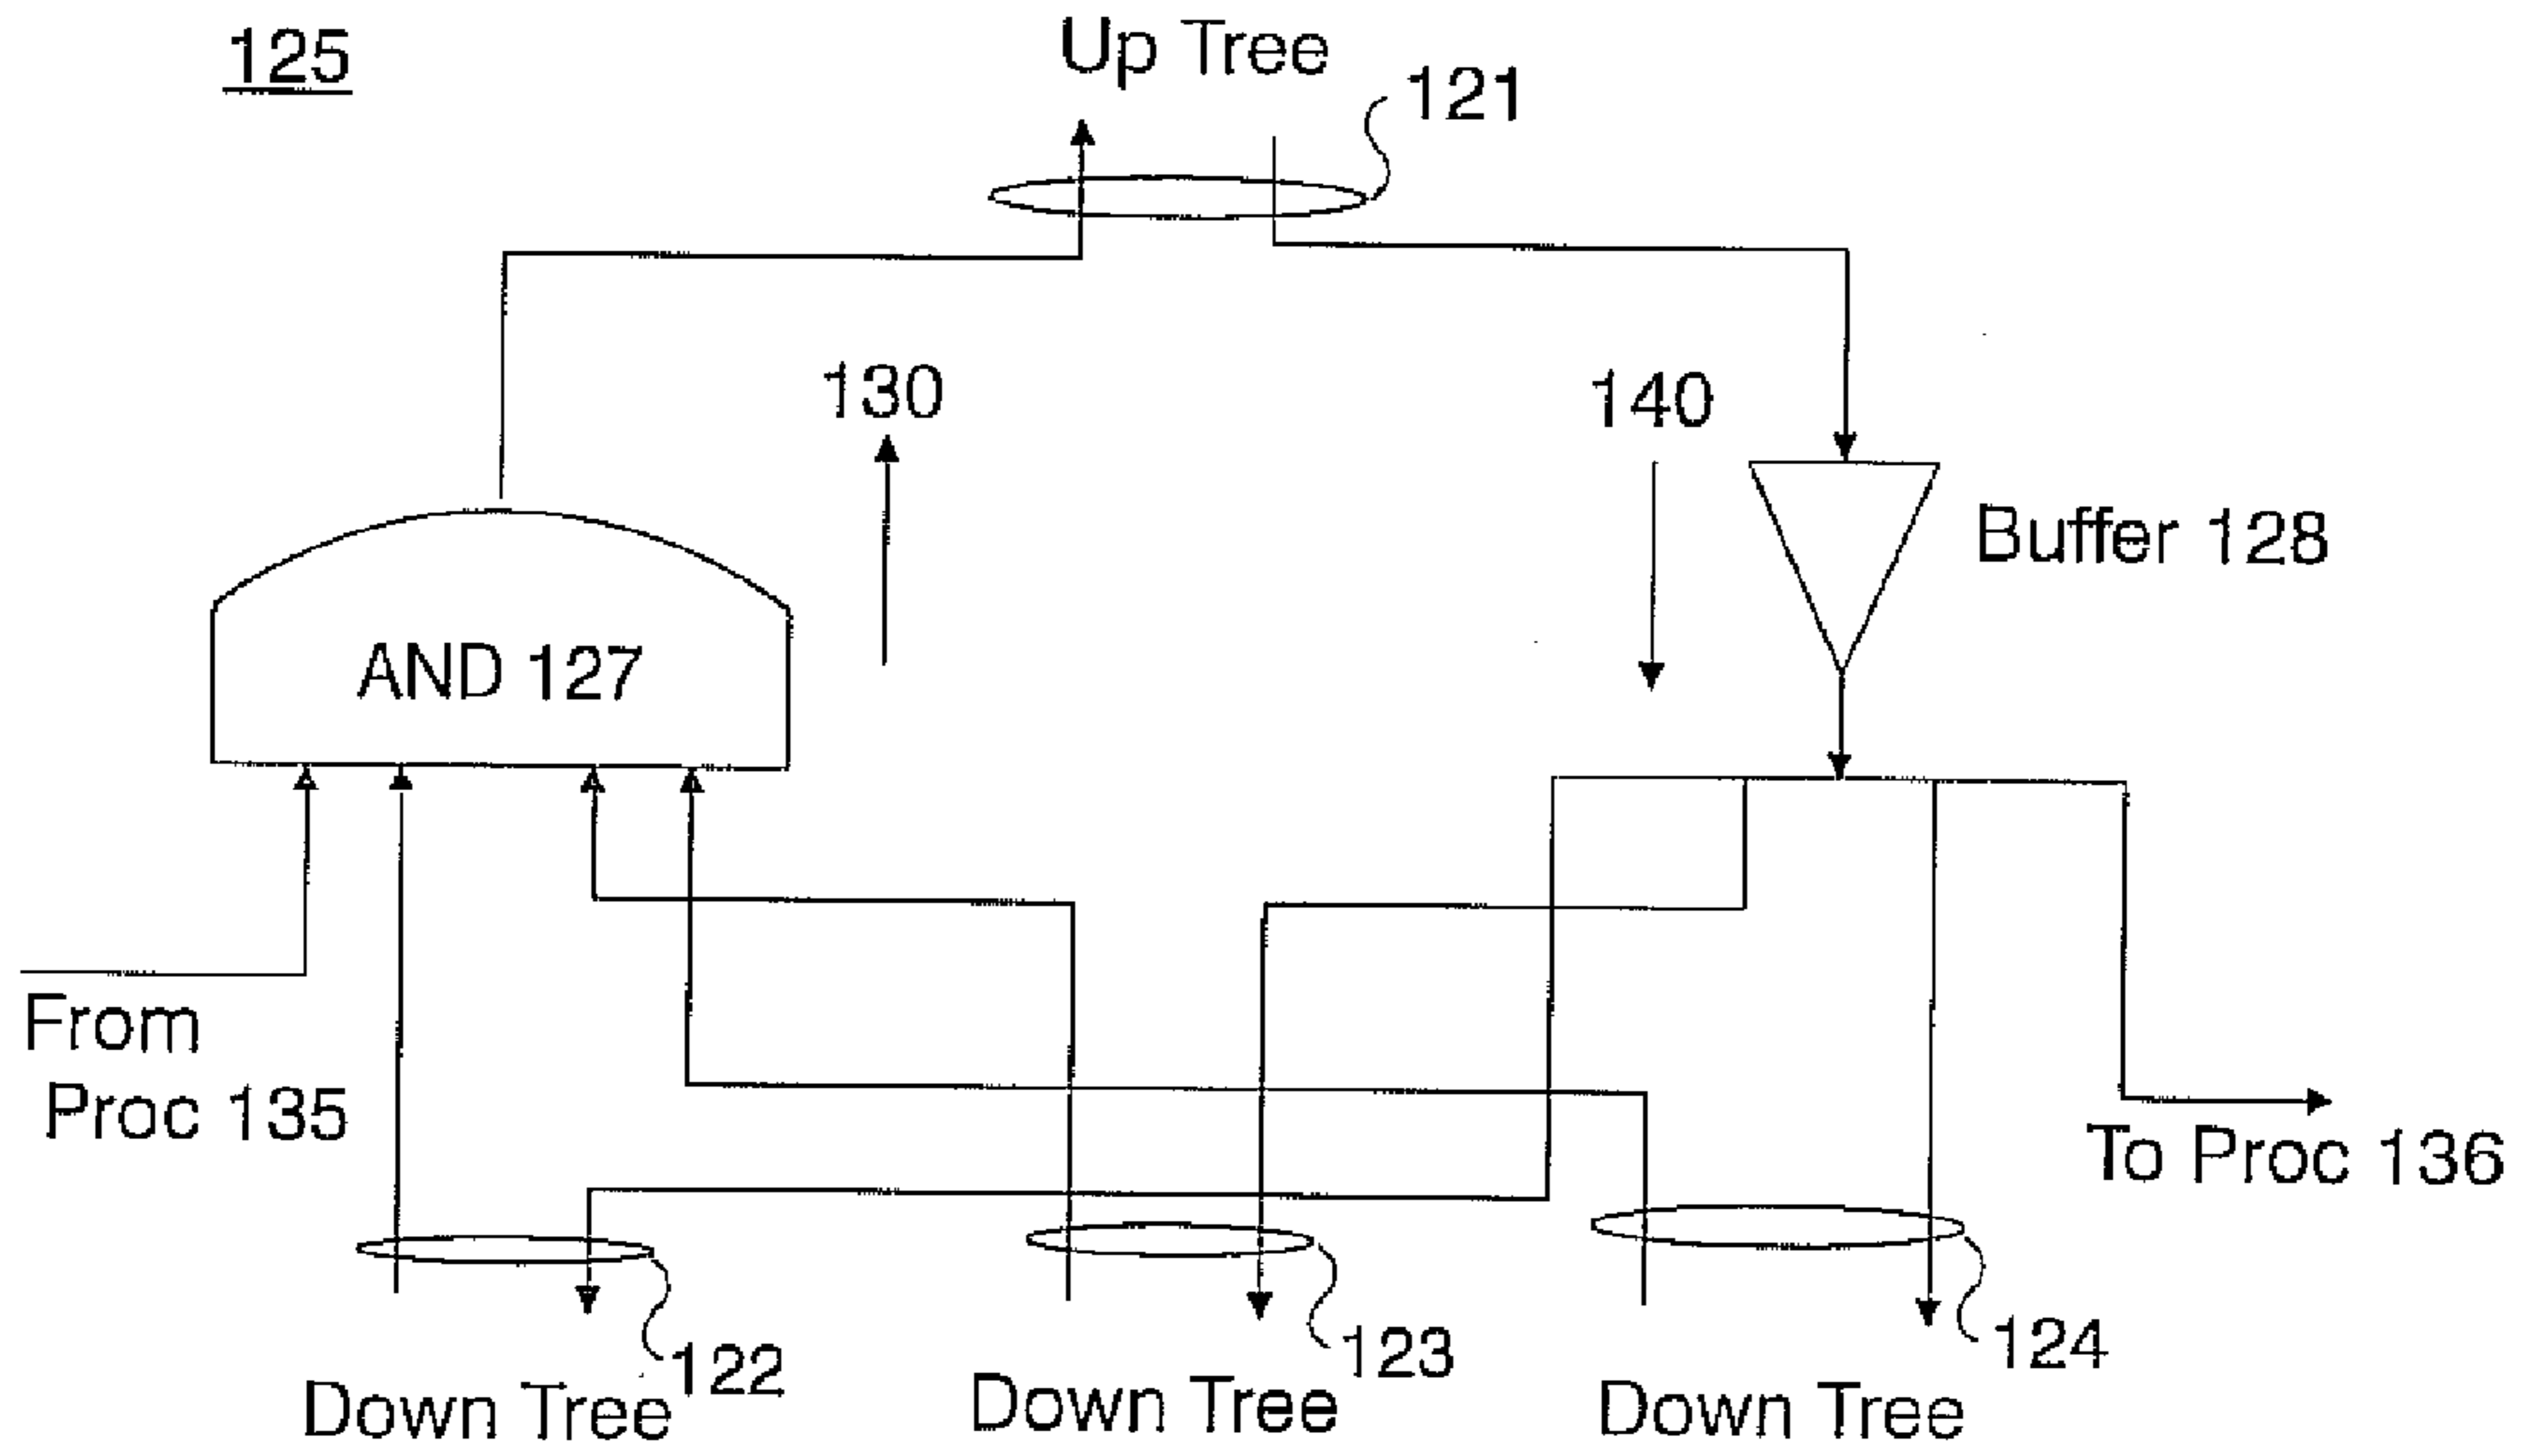 125
Up Tree
121
130
140
Buffer 128
AND 127
From
Proc 135
To Proc 136
122
123
124
Down Tree
Down Tree
Down Tree